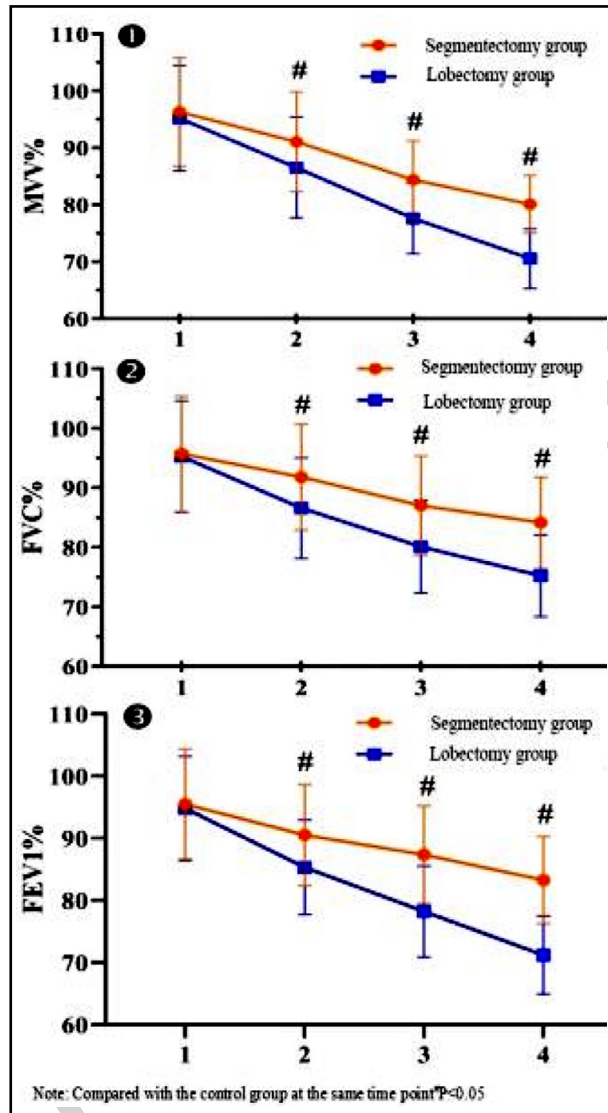 ❶
Segmentectomy group
Lobectomy group
MVV%
110
100
90
80
70
60
# # #
1 2 3 4
❷
Segmentectomy group
Lobectomy group
FVC%
110
100
90
80
70
60
# # #
1 2 3 4
❸
Segmentectomy group
Lobectomy group
FEV1%
110
100
90
80
70
60
# # #
1 2 3 4
Note: Compared with the control group at the same time point#P<0.05